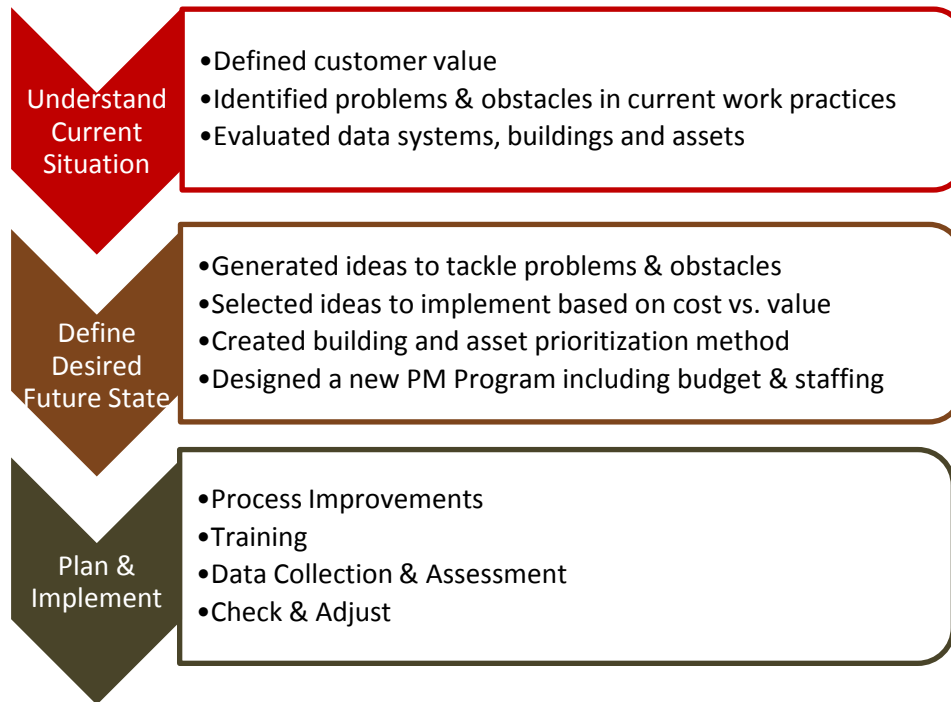 Understand
Current
Situation
•Defined customer value
•Identified problems & obstacles in current work practices
•Evaluated data systems, buildings and assets
Define
Desired
Future State
•Generated ideas to tackle problems & obstacles
•Selected ideas to implement based on cost vs. value
•Created building and asset prioritization method
•Designed a new PM Program including budget & staffing
Plan &
Implement
•Process Improvements
•Training
•Data Collection & Assessment
•Check & Adjust